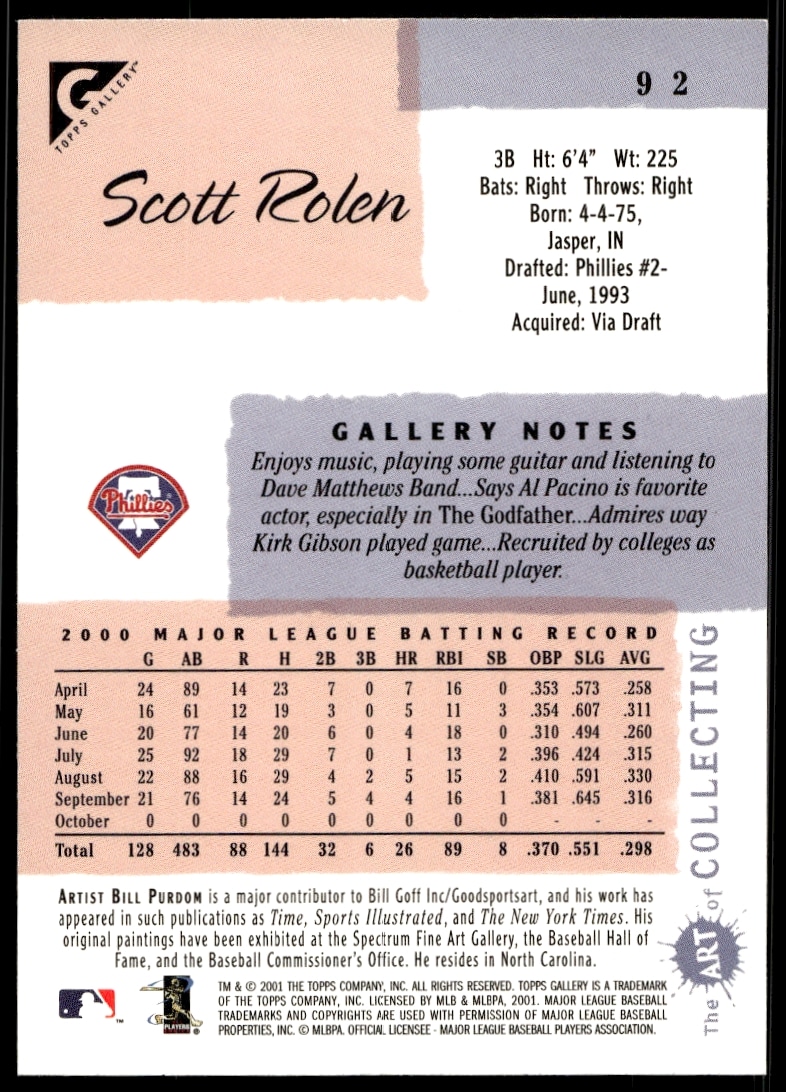 G
TOPPS GALLERY™
92
Scott Rolen
3B Ht: 6'4" Wt: 225
Bats: Right Throws: Right
Born: 4-4-75,
Jasper, IN
Drafted: Phillies #2-
June, 1993
Acquired: Via Draft
GALLERY NOTES
Enjoys music, playing some guitar and listening to
Dave Matthews Band...Says Al Pacino is favorite
actor, especially in The Godfather...Admires way
Kirk Gibson played game...Recruited by colleges as
basketball player.
Phillies®
2000 MAJOR LEAGUE BATTING RECORD
G AB R H 2B 3B HR RBI SB OBP SLG AVG
April 24 89 14 23 7 0 7 16 0 .353 .573 .258
May 16 61 12 19 3 0 5 11 3 .354 .607 .311
June 20 77 14 20 6 0 4 18 0 .310 .494 .260
July 25 92 18 29 7 0 1 13 2 .396 .424 .315
August 22 88 16 29 4 2 5 15 2 .410 .591 .330
September 21 76 14 24 5 4 4 16 1 .381 .645 .316
October 0 0 0 0 0 0 0 0 0 - - -
Total 128 483 88 144 32 6 26 89 8 .370 .551 .298
The ART of COLLECTING
ARTIST BILL PURDOM is a major contributor to Bill Goff Inc/Goodsportsart, and his work has
appeared in such publications as Time, Sports Illustrated, and The New York Times. His
original paintings have been exhibited at the Spectrum Fine Art Gallery, the Baseball Hall of
Fame, and the Baseball Commissioner's Office. He resides in North Carolina.
™
PLAYERS ®
TM & © 2001 THE TOPPS COMPANY, INC. ALL RIGHTS RESERVED. TOPPS GALLERY IS A TRADEMARK
OF THE TOPPS COMPANY, INC. LICENSED BY MLB & MLBPA, 2001. MAJOR LEAGUE BASEBALL
TRADEMARKS AND COPYRIGHTS ARE USED WITH PERMISSION OF MAJOR LEAGUE BASEBALL
PROPERTIES, INC. © MLBPA. OFFICIAL LICENSEE - MAJOR LEAGUE BASEBALL PLAYERS ASSOCIATION.